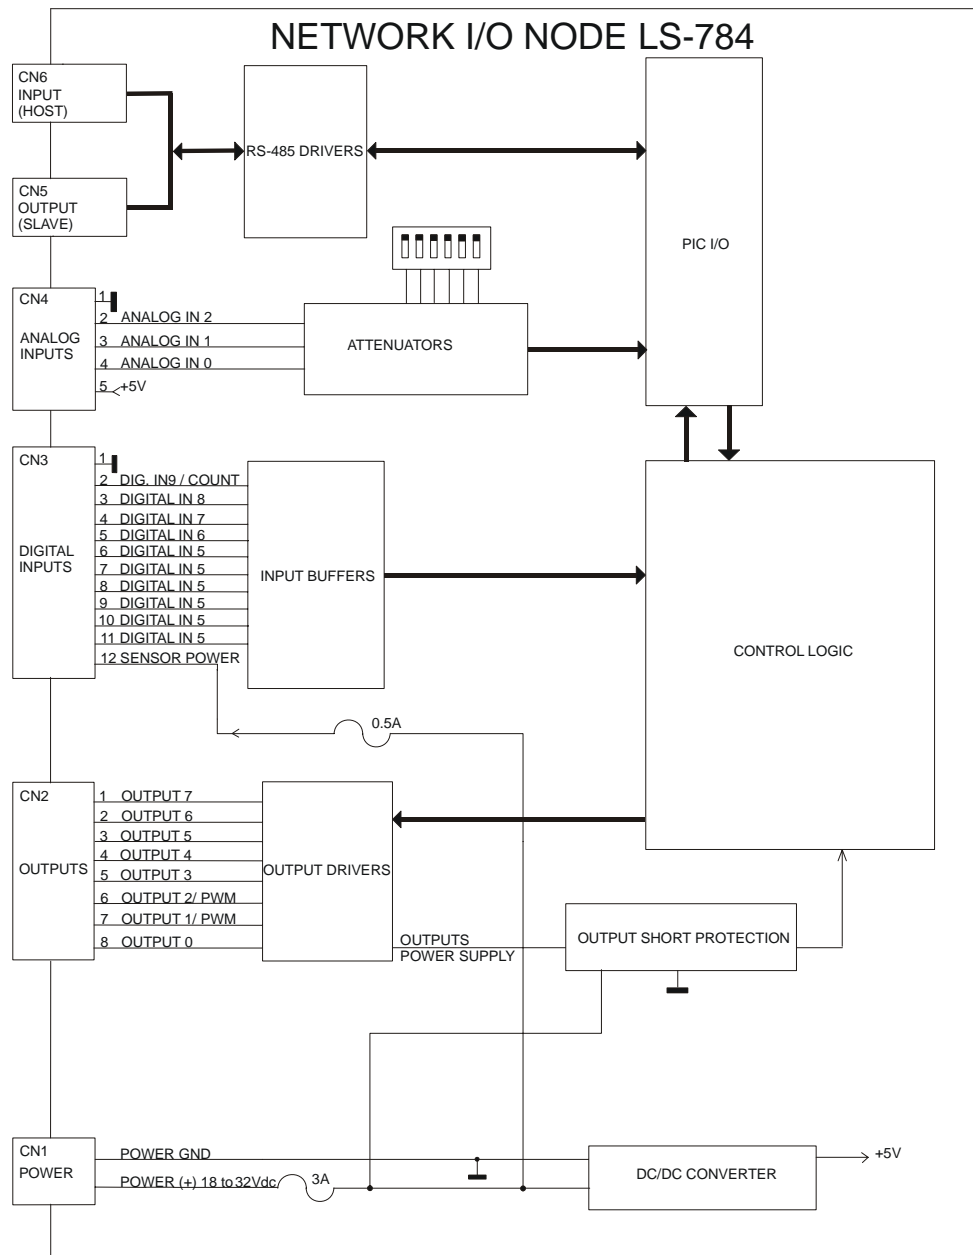 NETWORK I/O NODE LS-784
CN6
INPUT
(HOST)
RS-485 DRIVERS
CN5
OUTPUT
(SLAVE)
PIC I/O
CN4
ANALOG
INPUTS
1
2 ANALOG IN 2
3 ANALOG IN 1
4 ANALOG IN 0
5 +5V
ATTENUATORS
CN3
DIGITAL
INPUTS
1
2 DIG. IN9 / COUNT
3 DIGITAL IN 8
4 DIGITAL IN 7
5 DIGITAL IN 6
6 DIGITAL IN 5
7 DIGITAL IN 5
8 DIGITAL IN 5
9 DIGITAL IN 5
10 DIGITAL IN 5
11 DIGITAL IN 5
12 SENSOR POWER
INPUT BUFFERS
CONTROL LOGIC
0.5A
CN2
OUTPUTS
1 OUTPUT 7
2 OUTPUT 6
3 OUTPUT 5
4 OUTPUT 4
5 OUTPUT 3
6 OUTPUT 2/ PWM
7 OUTPUT 1/ PWM
8 OUTPUT 0
OUTPUT DRIVERS
OUTPUTS
POWER SUPPLY
OUTPUT SHORT PROTECTION
CN1
POWER
POWER GND
POWER (+) 18 to 32Vdc
3A
DC/DC CONVERTER
+5V